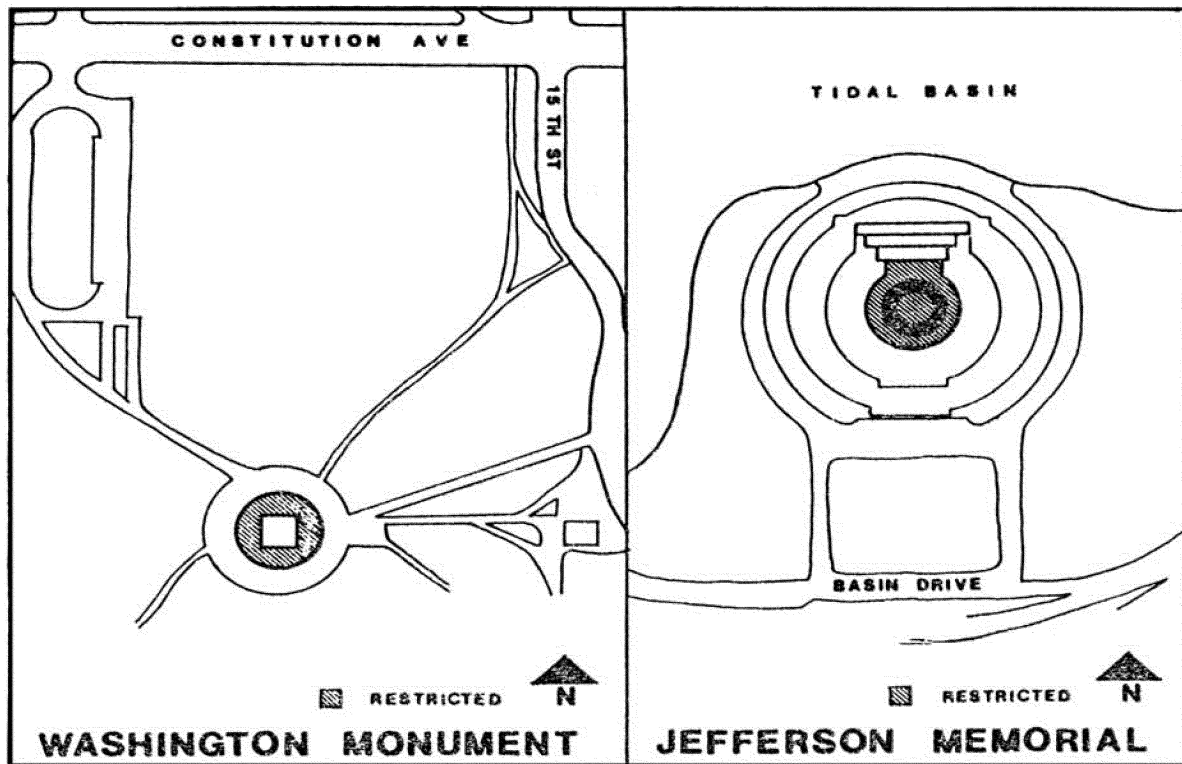 CONSTITUTION AVE
15 TH ST
RESTRICTED
N
WASHINGTON MONUMENT
TIDAL BASIN
BASIN DRIVE
RESTRICTED
N
JEFFERSON MEMORIAL